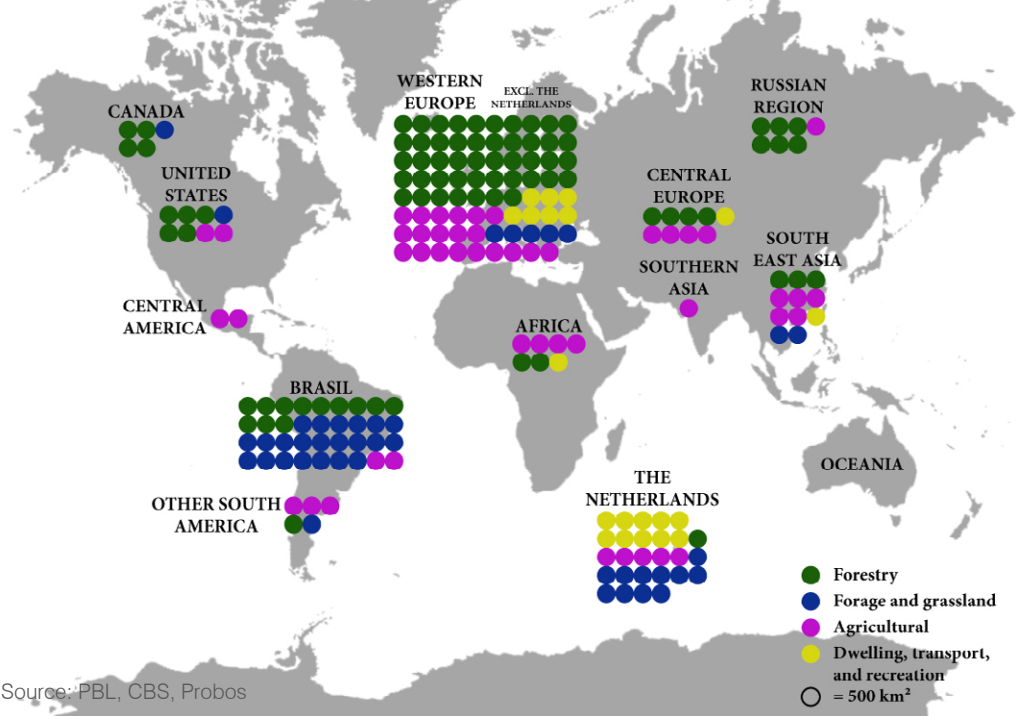 WESTERN
EUROPE
EXCL. THE
NETHERLANDS
RUSSIAN
REGION
CANADA
UNITED
STATES
CENTRAL
EUROPE
SOUTH
EAST ASIA
SOUTHERN
ASIA
CENTRAL
AMERICA
AFRICA
BRASIL
OCEANIA
THE
NETHERLANDS
OTHER SOUTH
AMERICA
Forestry
Forage and grassland
Agricultural
Dwelling, transport,
and recreation
= 500 km²
Source: PBL, CBS, Probos